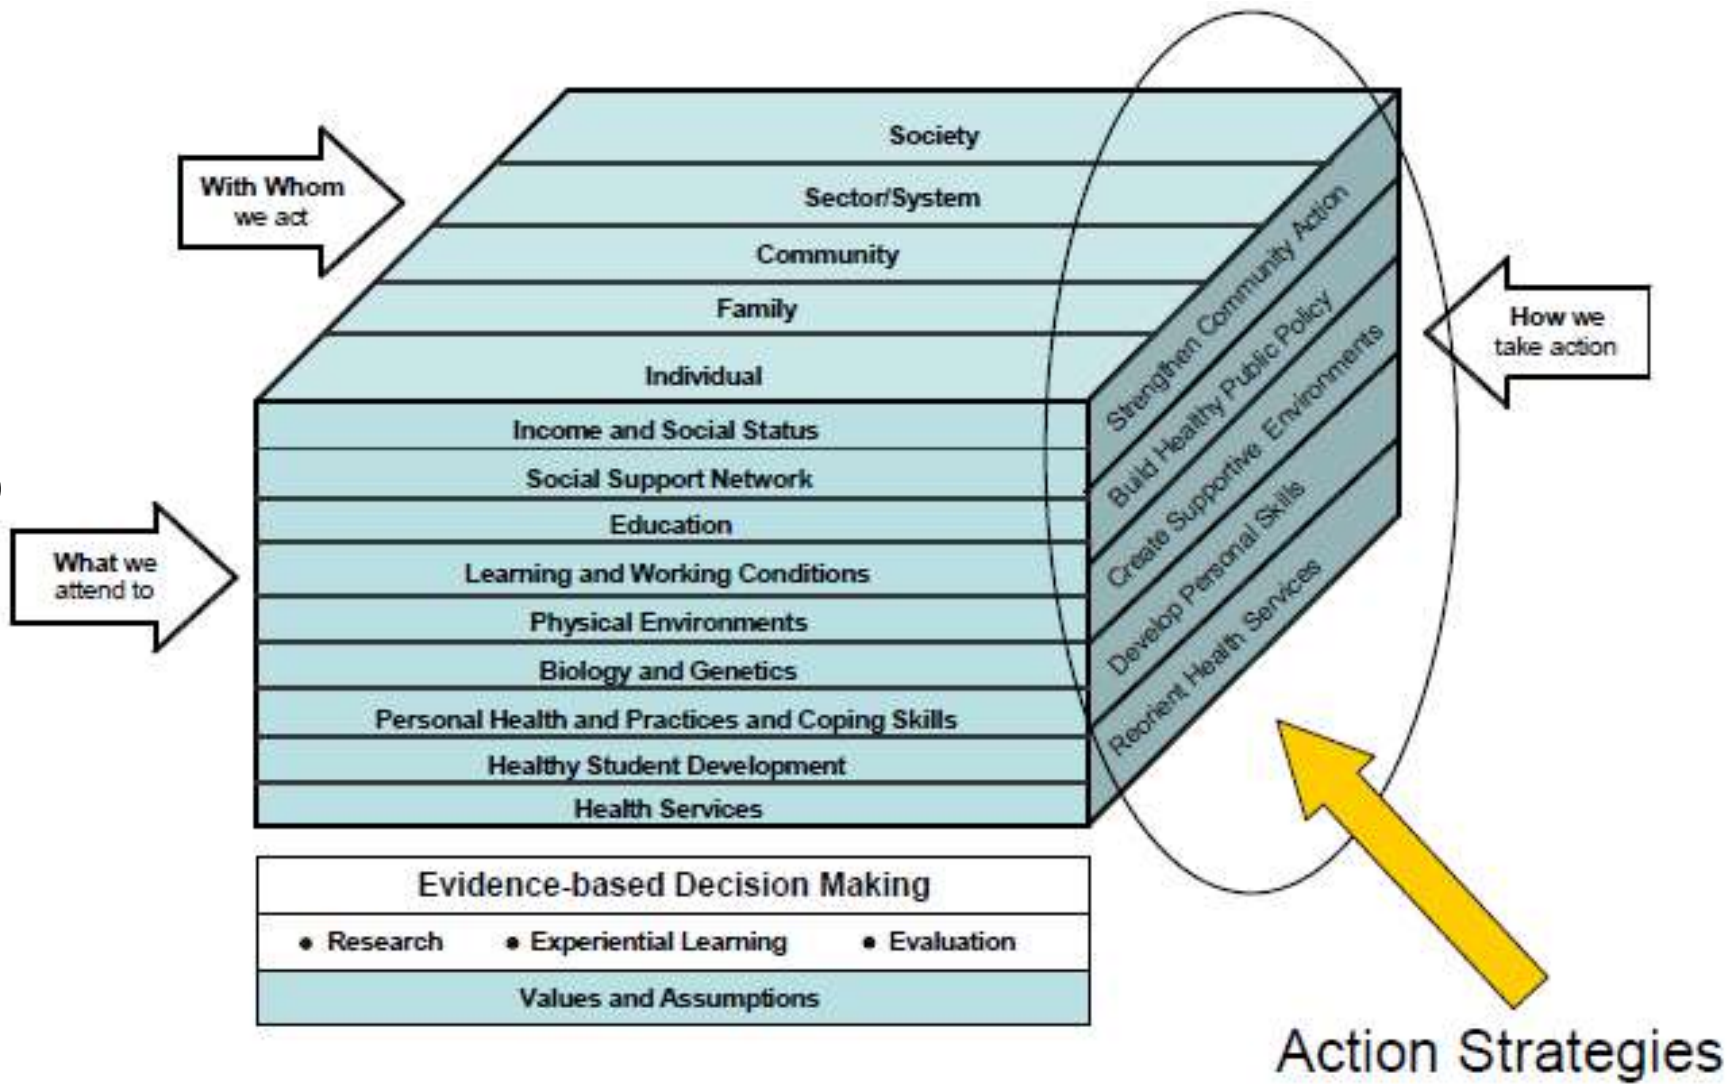 Society
Sector/System
Community
Family
Individual
With Whom
we act
Strengthen Community Action
Build Healthy Public Policy
Create Supportive Environments
Develop Personal Skills
Reorient Health Services
How we
take action
What we
attend to
Income and Social Status
Social Support Network
Education
Learning and Working Conditions
Physical Environments
Biology and Genetics
Personal Health and Practices and Coping Skills
Healthy Student Development
Health Services
Evidence-based Decision Making
• Research • Experiential Learning • Evaluation
Values and Assumptions
Action Strategies